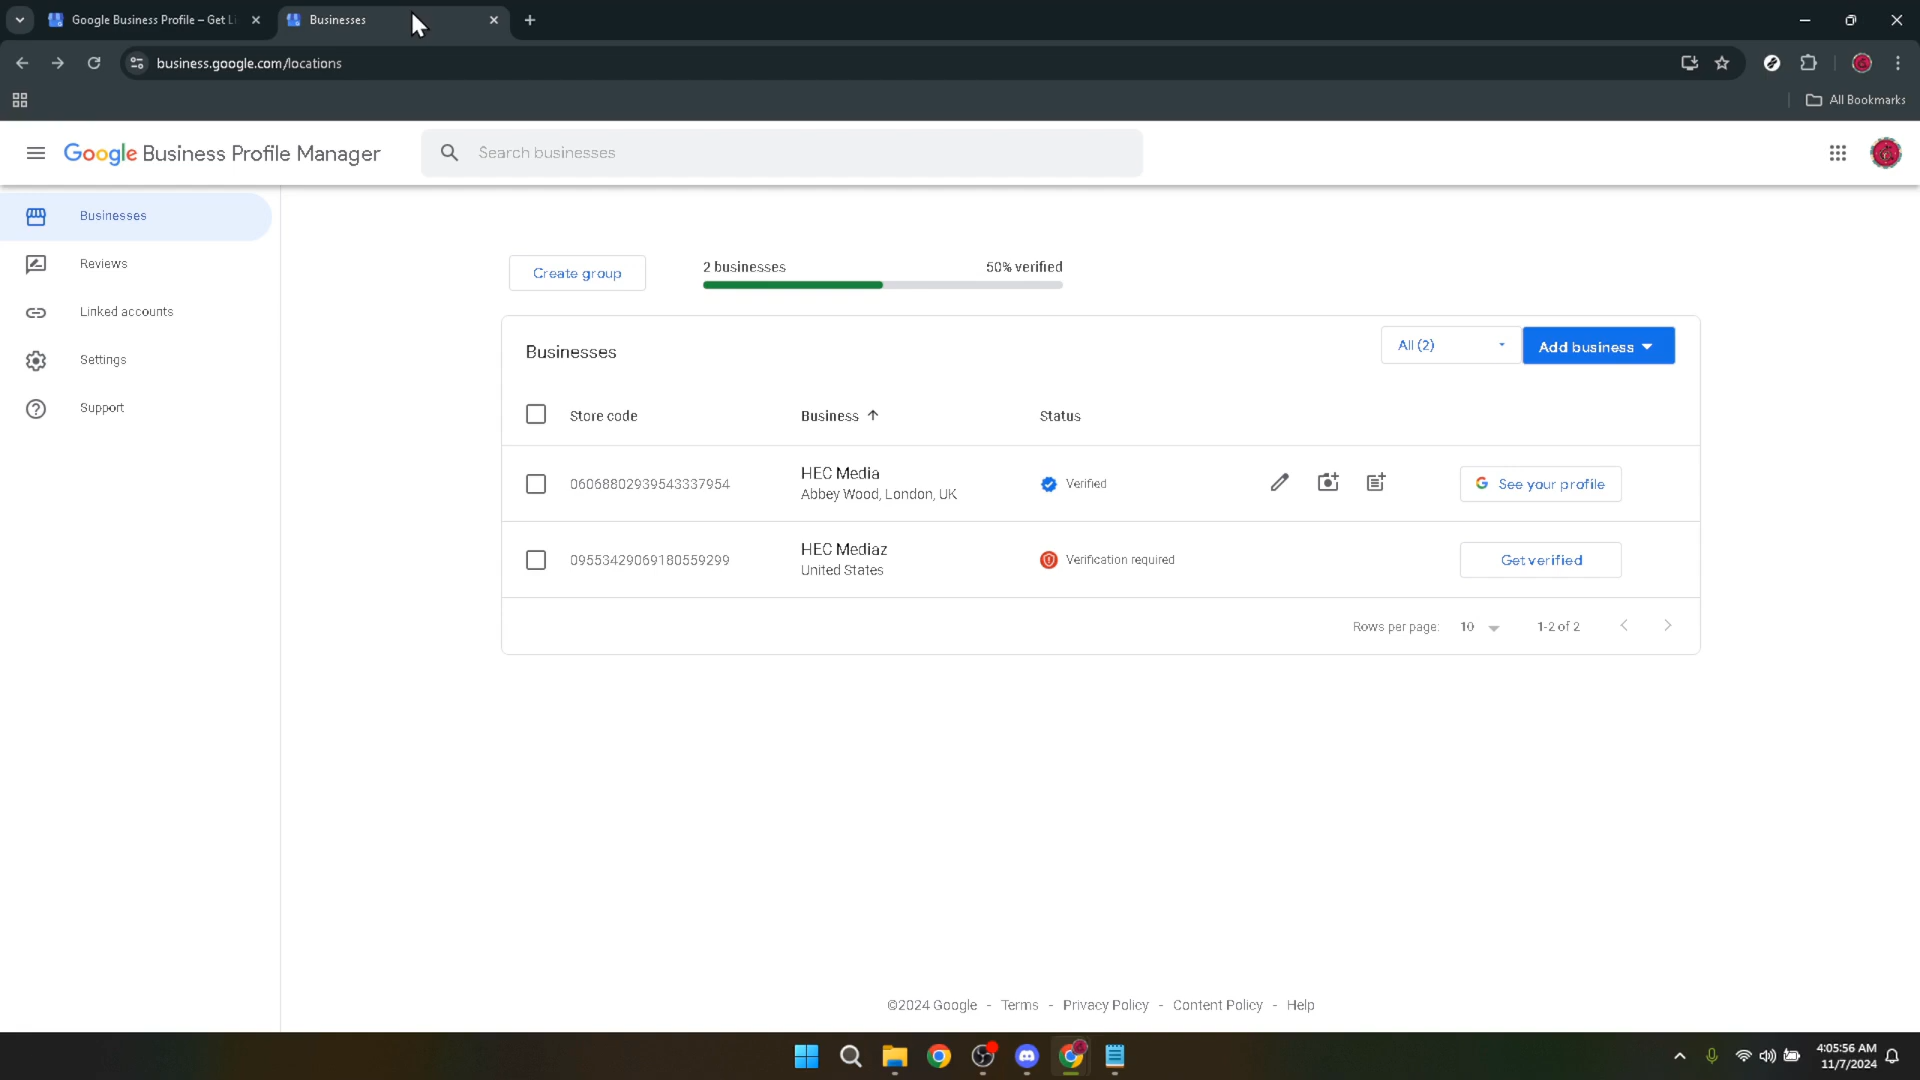 Google Business Profile – Get Li
Businesses
business.google.com/locations
All Bookmarks
Google Business Profile Manager
Search businesses
Businesses
Reviews
Linked accounts
Settings
Support
Create group
2 businesses
50% verified
Businesses
All (2)
Add business
Store code
Business
Status
06068802939543337954
HEC Media
Abbey Wood, London, UK
Verified
See your profile
09553429069180559299
HEC Mediaz
United States
Verification required
Get verified
Rows per page:
10
1-2 of 2
©2024 Google - Terms - Privacy Policy - Content Policy - Help
4:05:56 AM
11/7/2024